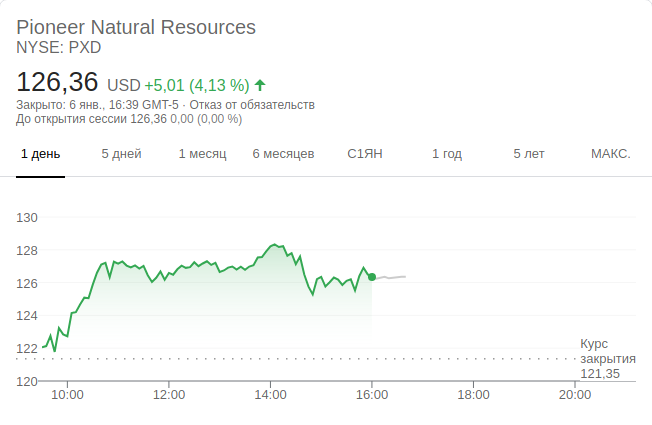 Pioneer Natural Resources
NYSE: PXD
126,36 USD +5,01 (4,13 %)
Закрыто: 6 янв., 16:39 GMT-5 · Отказ от обязательств
До открытия сессии 126,36 0,00 (0,00 %)
1 день 5 дней 1 месяц 6 месяцев С1ЯН 1 год 5 лет МАКС.
130
128
126
124
122
120
Курс
закрытия
121,35
10:00 12:00 14:00 16:00 18:00 20:00